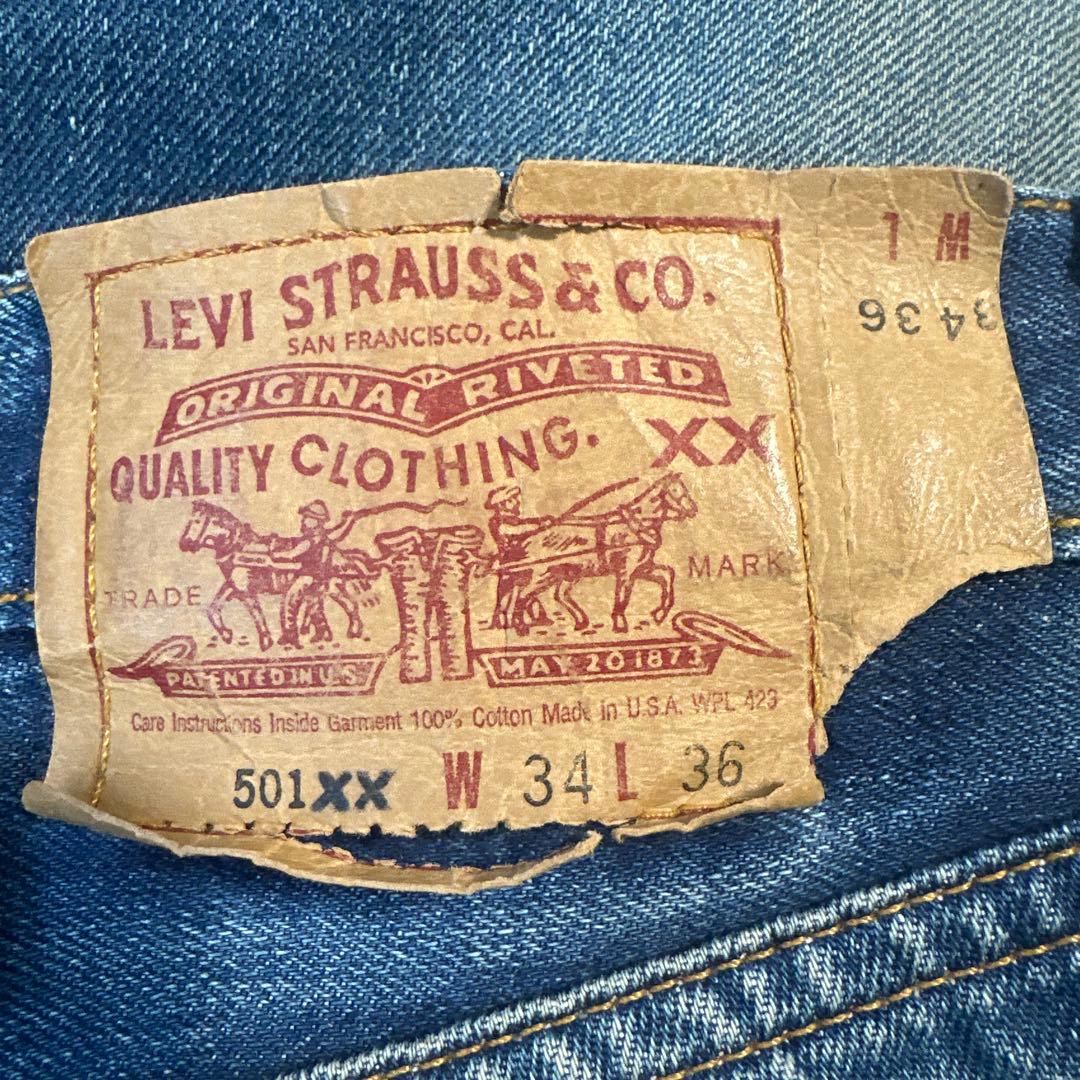 LEVI STRAUSS & CO.
SAN FRANCISCO, CAL.
ORIGINAL RIVETED
QUALITY CLOTHING. XX
TRADE MARK
PATENTED IN U.S. MAY 20 1873
Care Instructions Inside Garment 100% Cotton Made in U.S.A. WPL 423
501XX W 34 L 36
1 M
34 36